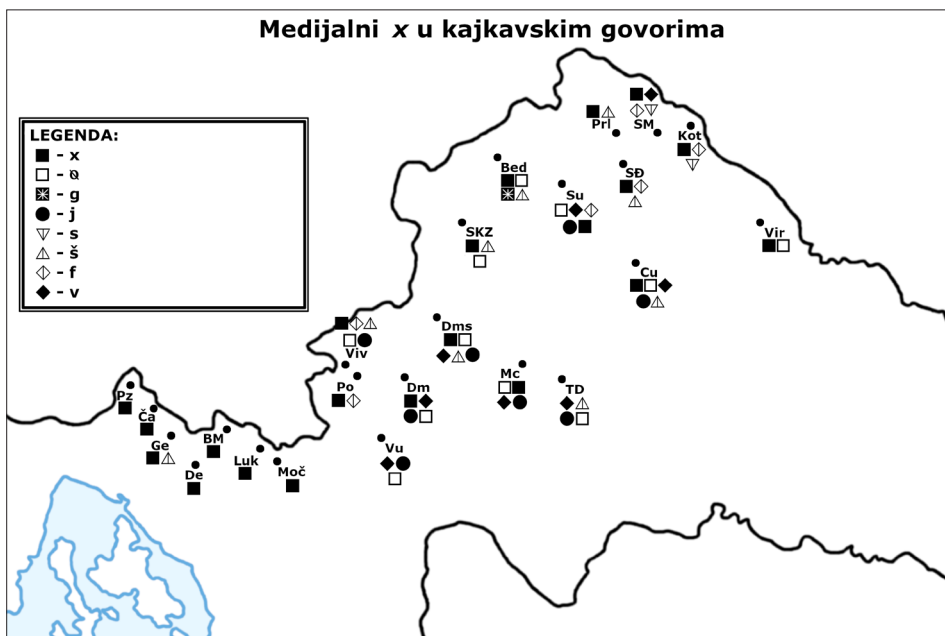 Medijalni x u kajkavskim govorima
LEGENDA:
- x
- ⱷ
- g
- j
- s
- š
- f
- v
Prl
SM
Kot
Bed
SĐ
Su
SKZ
Vir
Cu
Dms
Viv
Po
Dm
Mc
TD
Pz
Ča
Ge
BM
Luk
De
Moč
Vu